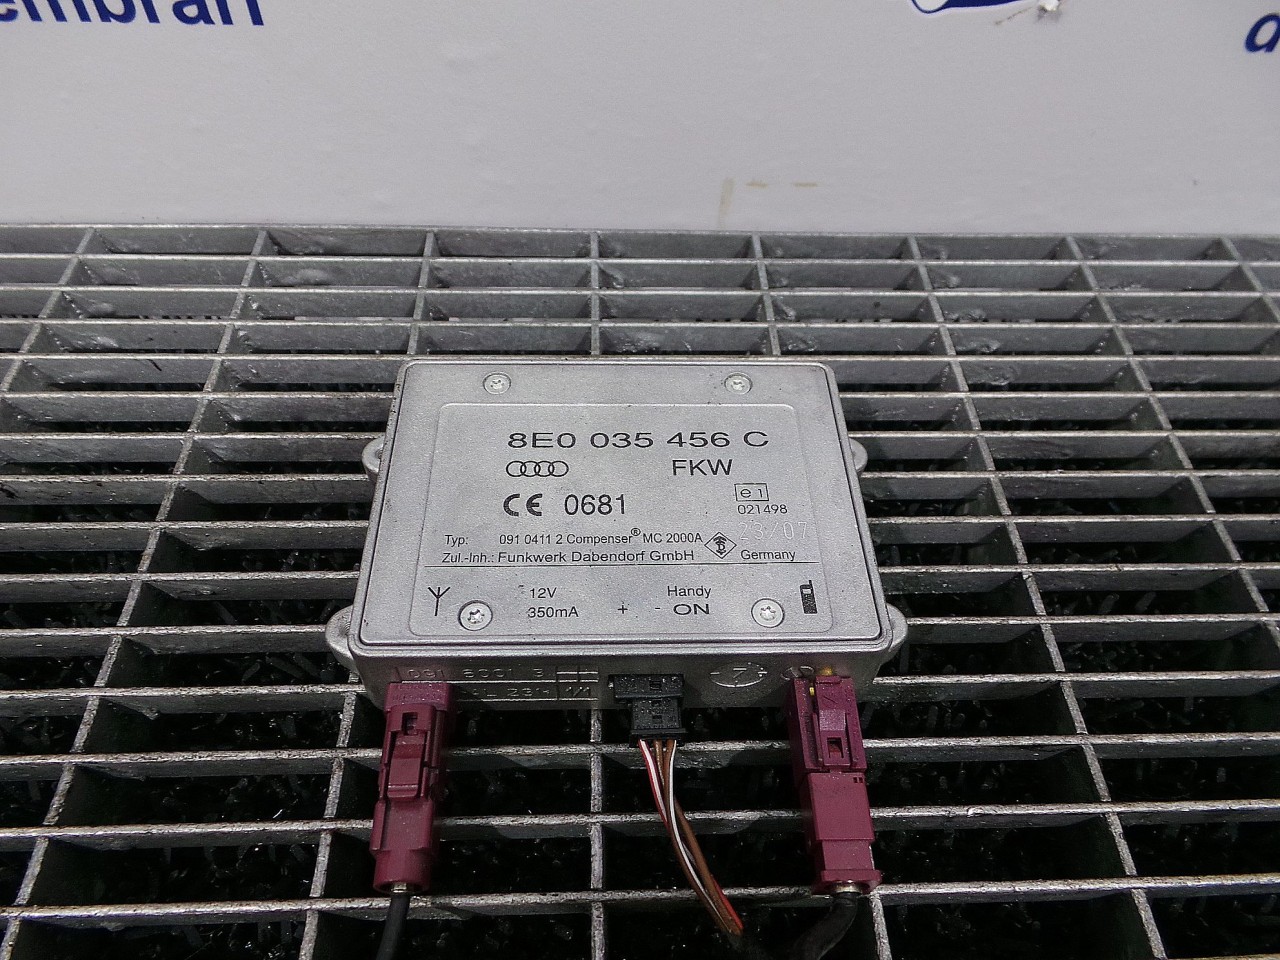 8E0 035 456 C
FKW
CE 0681
e1
021498
23/07
Typ: 091 0411 2 Compenser® MC 2000A
Zul.-Inh.: Funkwerk Dabendorf GmbH Germany
12V Handy
350mA + - ON
7